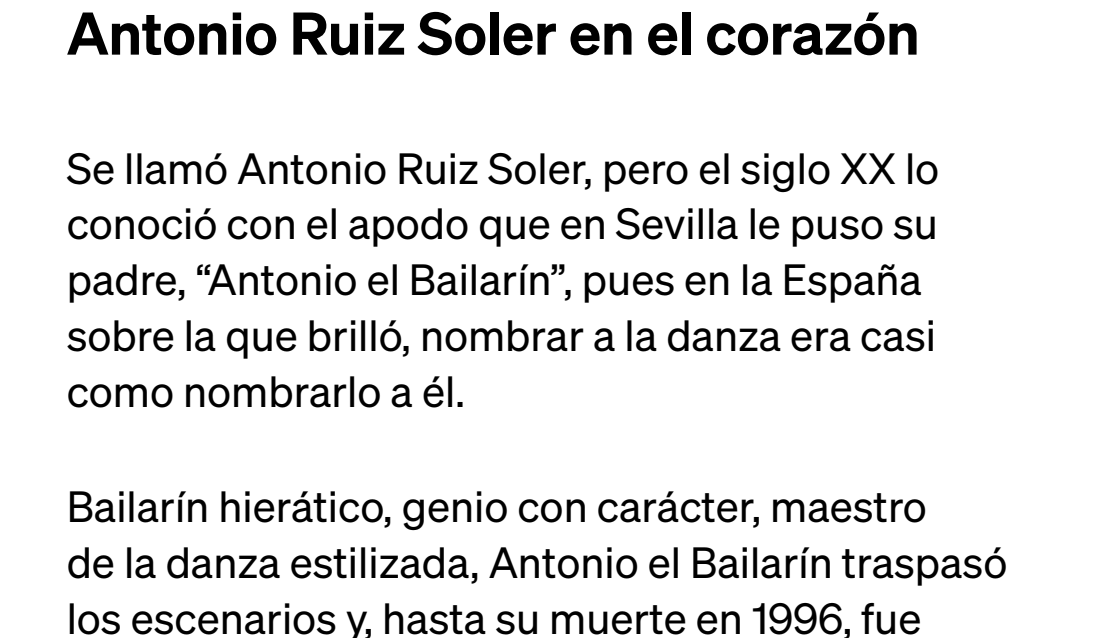 Antonio Ruiz Soler en el corazón
Se llamó Antonio Ruiz Soler, pero el siglo XX lo
conoció con el apodo que en Sevilla le puso su
padre, “Antonio el Bailarín”, pues en la España
sobre la que brilló, nombrar a la danza era casi
como nombrarlo a él.
Bailarín hierático, genio con carácter, maestro
de la danza estilizada, Antonio el Bailarín traspasó
los escenarios y, hasta su muerte en 1996, fue